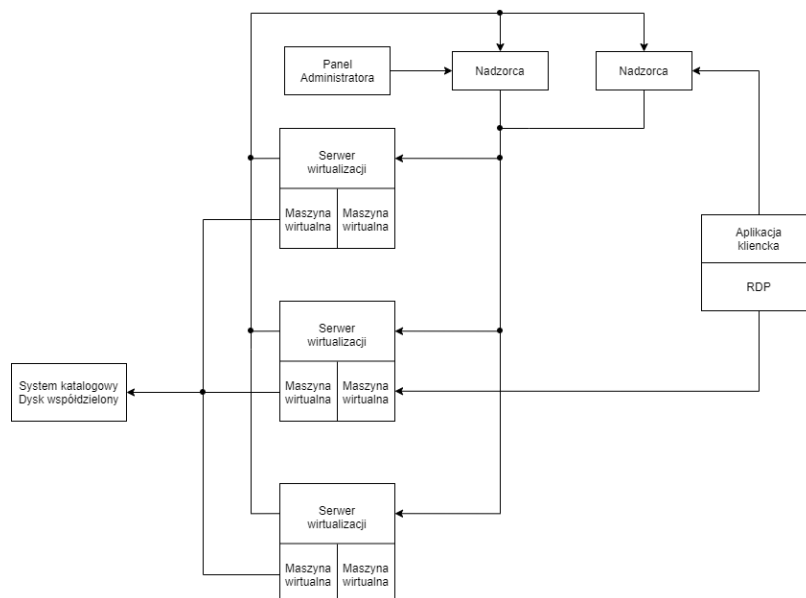 Panel
Administratora
Nadzorca
Nadzorca
Serwer
wirtualizacji
Maszyna
wirtualna
Maszyna
wirtualna
Aplikacja
kliencka
RDP
Serwer
wirtualizacji
Maszyna
wirtualna
Maszyna
wirtualna
System katalogowy
Dysk współdzielony
Serwer
wirtualizacji
Maszyna
wirtualna
Maszyna
wirtualna